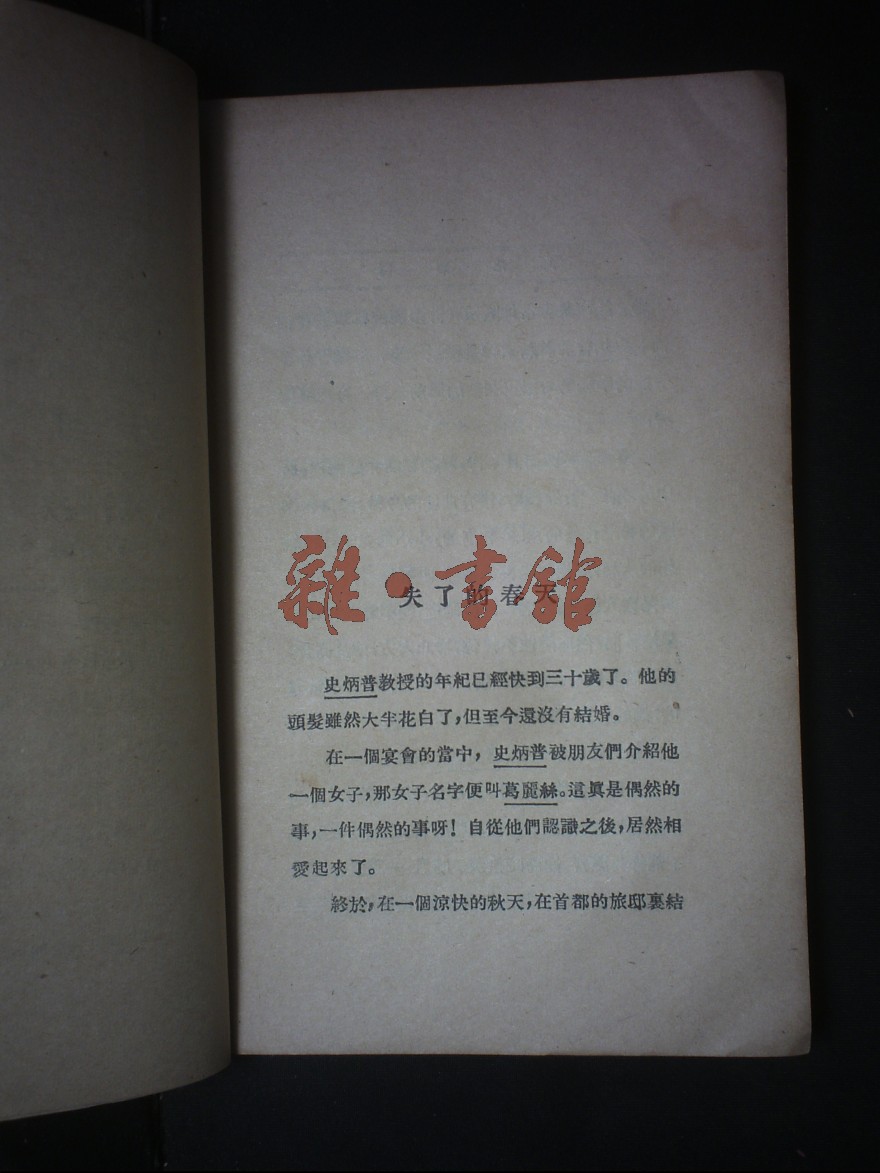 雜·書館
失了的春天
史炳普教授的年紀已經快到三十歲了。他的
頭髮雖然大半花白了，但至今還沒有結婚。
在一個宴會的當中，史炳普被朋友們介紹他
一個女子，那女子名字便叫葛麗絲。這眞是偶然的
事，一件偶然的事呀！自從他們認識之後，居然相
愛起來了。
終於，在一個涼快的秋天，在首都的旅邸裏結